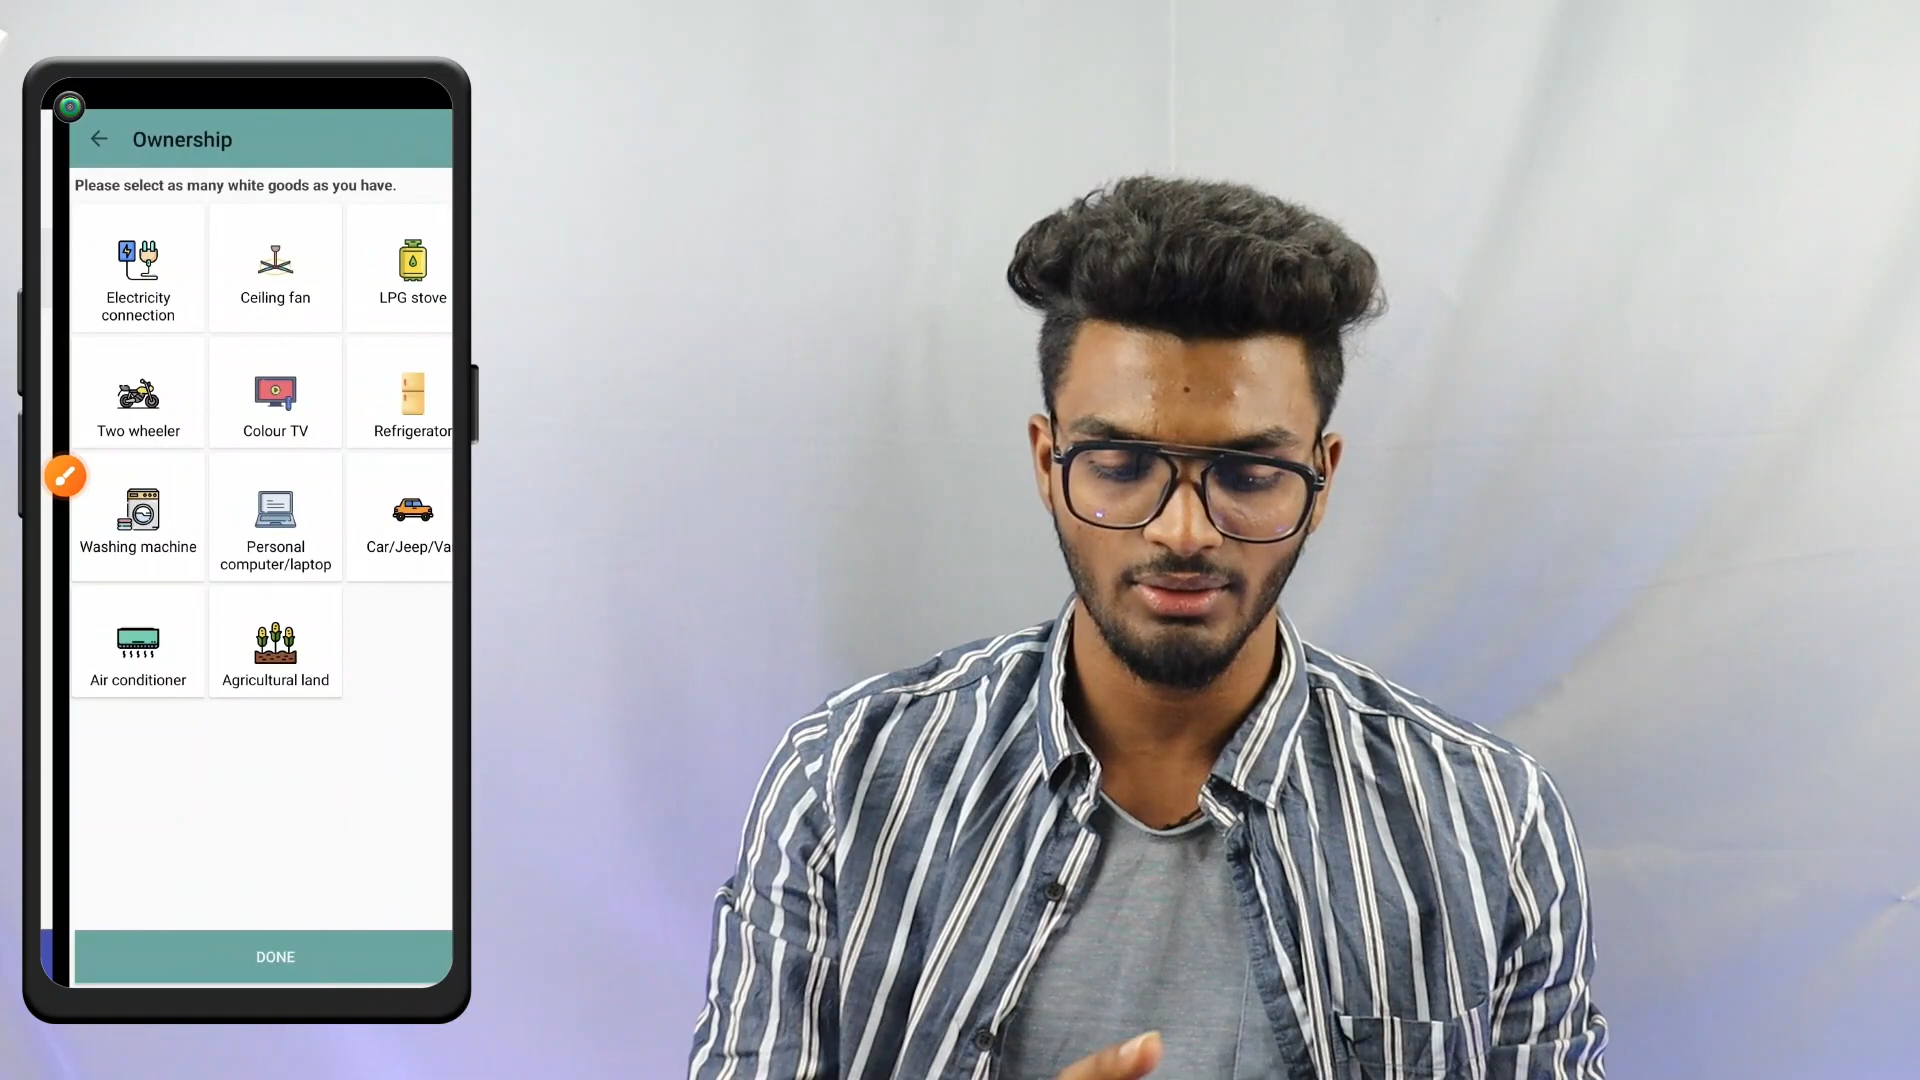 Ownership
Please select as many white goods as you have.
Electricity
connection
Ceiling fan
LPG stove
Two wheeler
Colour TV
Refrigerator
Washing machine
Personal
computer/laptop
Car/Jeep/Va
Air conditioner
Agricultural land
DONE